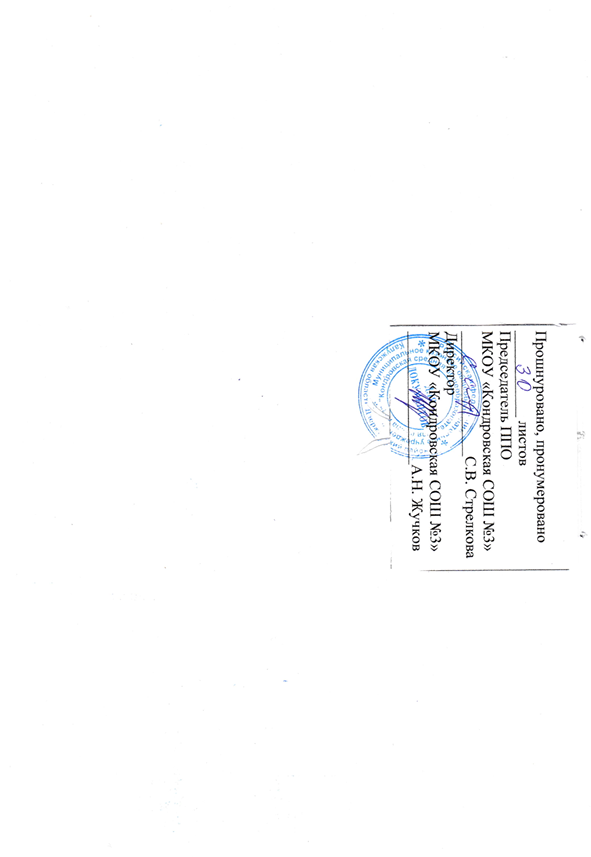 Прошнуровано, пронумеровано
30 листов
Председатель ППО
МКОУ «Кондровская СОШ №3»
С.В. Стрелкова
Директор
МКОУ «Кондровская СОШ №3»
А.Н. Жучков